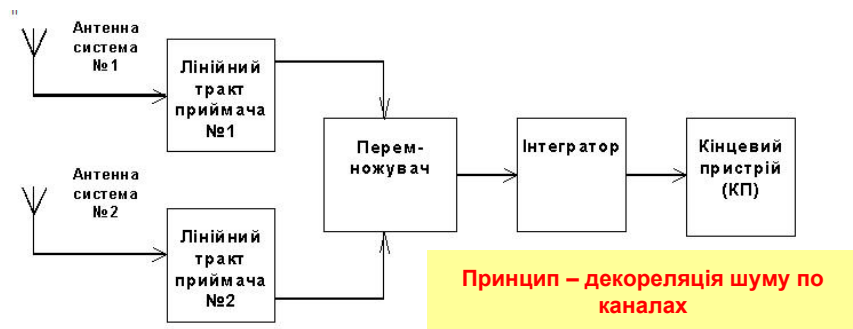 "
Антенна
система
№1
Лінійний
тракт
приймача
№1
Перем-
ножувач
Інтегратор
Кінцевий
пристрій
(КП)
Антенна
система
№2
Лінійний
тракт
приймача
№2
Принцип – декореляція шуму по
каналах